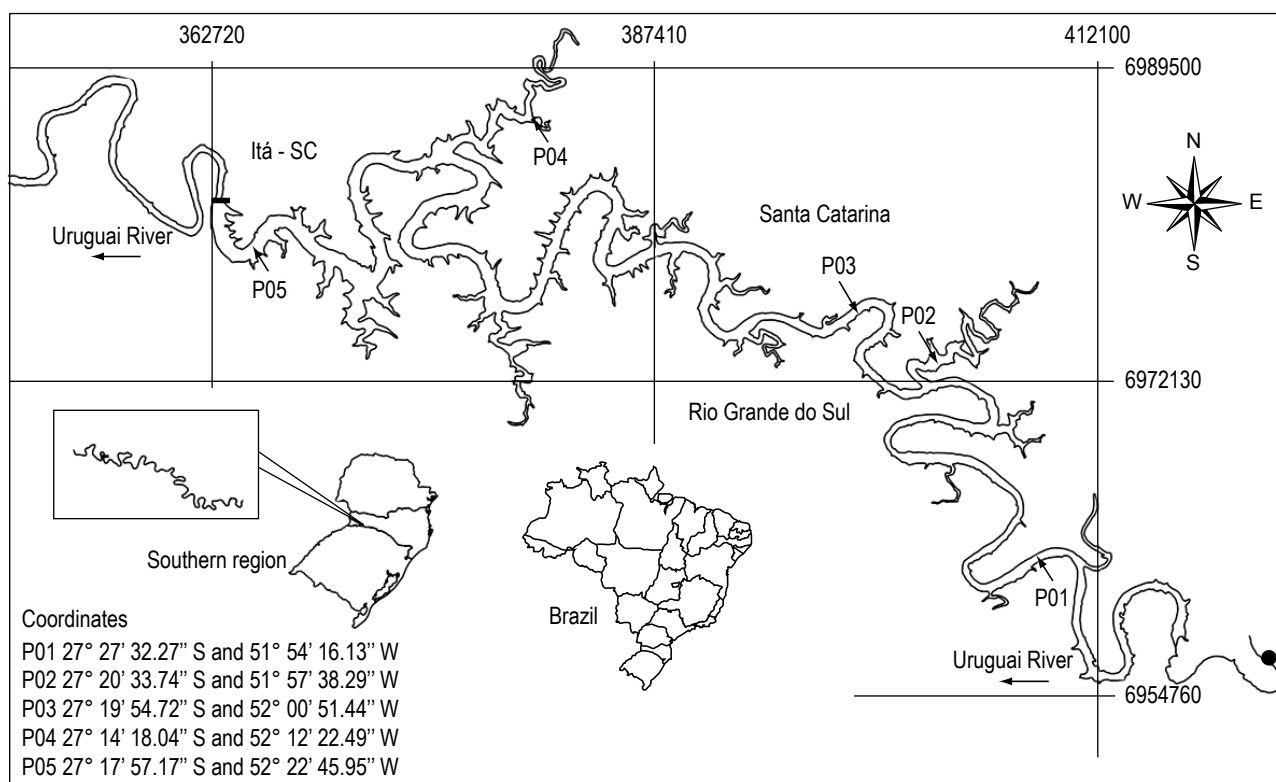 362720
387410
412100
6989500
P04
Itá - SC
N
W
E
S
Santa Catarina
Uruguai River
P05
P03
P02
6972130
Rio Grande do Sul
Southern region
Brazil
P01
Uruguai River
6954760
Coordinates
P01 27° 27’ 32.27’’ S and 51° 54’ 16.13’’ W
P02 27° 20’ 33.74’’ S and 51° 57’ 38.29’’ W
P03 27° 19’ 54.72’’ S and 52° 00’ 51.44’’ W
P04 27° 14’ 18.04’’ S and 52° 12’ 22.49’’ W
P05 27° 17’ 57.17’’ S and 52° 22’ 45.95’’ W